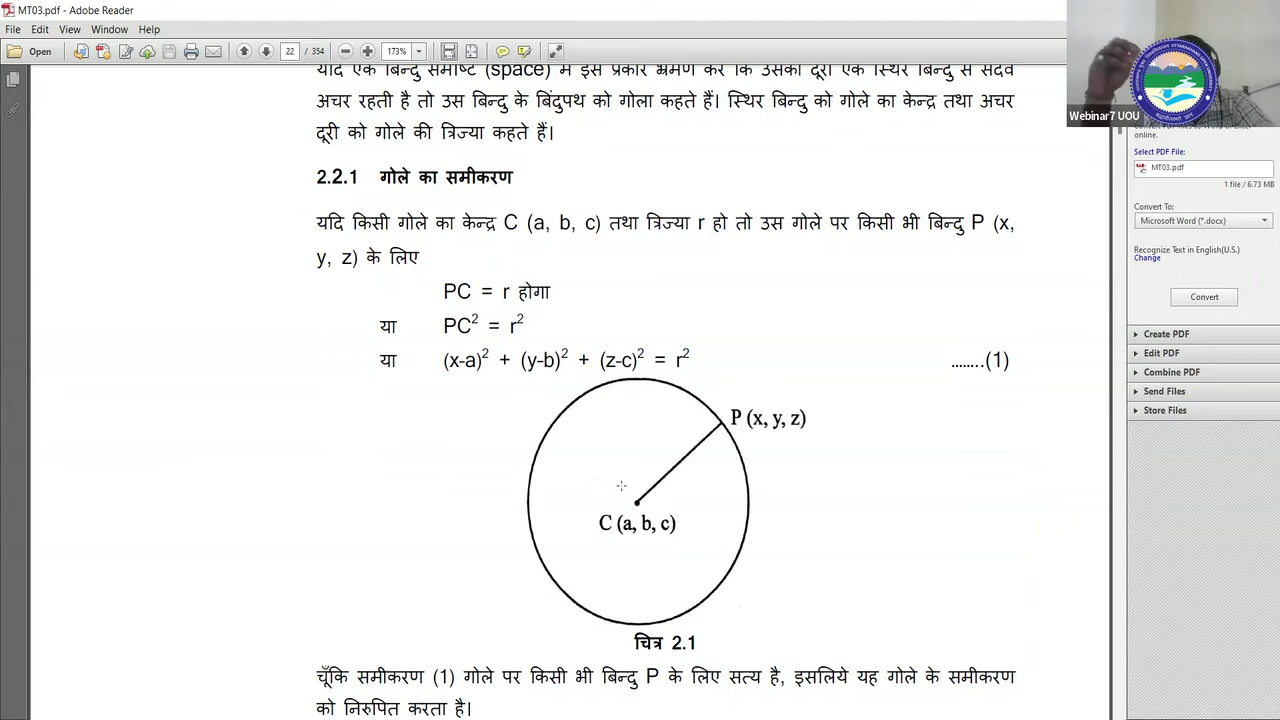 MT03.pdf - Adobe Reader
File Edit View Window Help
Open 22 / 354 173%
यदि एक बिन्दु समष्टि (space) में इस प्रकार भ्रमण करे कि उसकी दूरी एक स्थिर बिन्दु से सदैव
अचर रहती है तो उस बिन्दु के बिंदुपथ को गोला कहते हैं। स्थिर बिन्दु को गोले का केन्द्र तथा अचर
दूरी को गोले की त्रिज्या कहते हैं।
2.2.1 गोले का समीकरण
यदि किसी गोले का केन्द्र C (a, b, c) तथा त्रिज्या r हो तो उस गोले पर किसी भी बिन्दु P (x,
y, z) के लिए
PC = r होगा
या PC² = r²
या (x-a)² + (y-b)² + (z-c)² = r² ........(1)
P (x, y, z)
C (a, b, c)
चित्र 2.1
चूँकि समीकरण (1) गोले पर किसी भी बिन्दु P के लिए सत्य है, इसलिये यह गोले के समीकरण
को निरुपित करता है।
Webinar7 UOU
online.
Select PDF File:
MT03.pdf
1 file / 6.73 MB
Convert To:
Microsoft Word (*.docx)
Recognize Text in English(U.S.)
Change
Convert
Create PDF
Edit PDF
Combine PDF
Send Files
Store Files